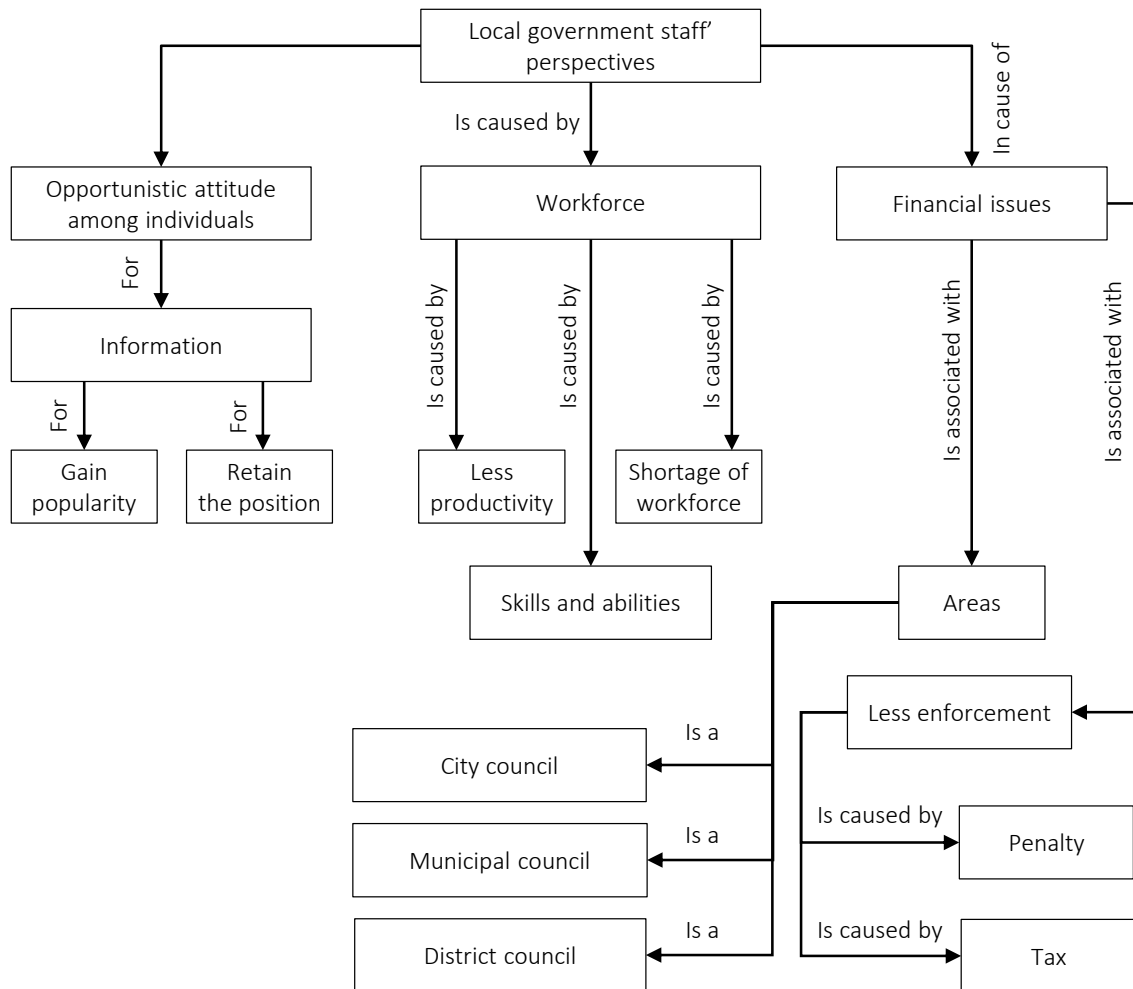 Local government staff'
perspectives
In cause of
Is caused by
Opportunistic attitude
among individuals
Workforce
Financial issues
For
Information
Is caused by
Is caused by
Is caused by
Is associated with
Is associated with
For
For
Gain
popularity
Retain
the position
Less
productivity
Shortage of
workforce
Skills and abilities
Areas
Less enforcement
Is a
City council
Is caused by
Penalty
Is a
Municipal council
Is a
District council
Is caused by
Tax